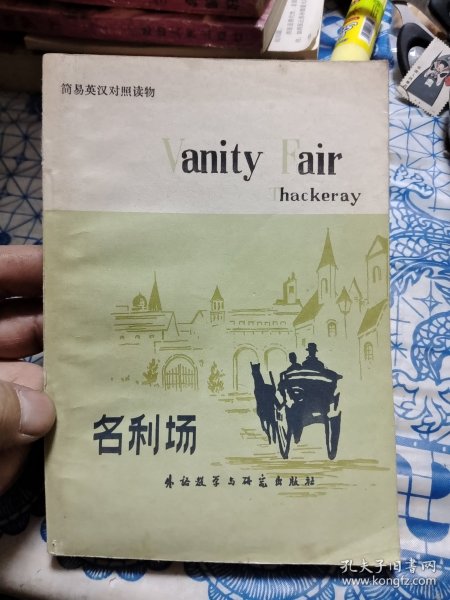 简易英汉对照读物
Vanity Fair
Thackeray
名利场
外语教学与研究出版社
孔夫子旧书网
www.kongfz.com